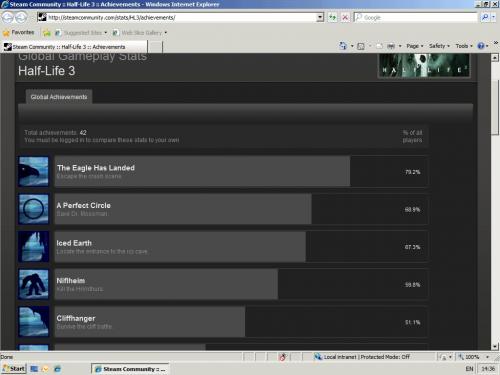 Steam Community :: Half-Life 3 :: Achievements - Windows Internet Explorer
http://steamcommunity.com/stats/HL3/achievements/
Google
Favorites
Suggested Sites
Web Slice Gallery
Steam Community :: Half-Life 3 :: Achievements
Page
Safety
Tools
Global Gameplay Stats
Half-Life 3
HALF LIFE 3
Global Achievements
Total achievements: 42
You must be logged in to compare these stats to your own
% of all
players
The Eagle Has Landed
Escape the crash scene.
79.2%
A Perfect Circle
Save Dr. Mossman.
68.9%
Iced Earth
Locate the entrance to the ice cave.
67.3%
Niflheim
Kill the Hrimthurs.
59.8%
Cliffhanger
Survive the cliff battle.
51.1%
Done
Local intranet | Protected Mode: Off
100%
Start
Steam Community :: ...
EN
14:36